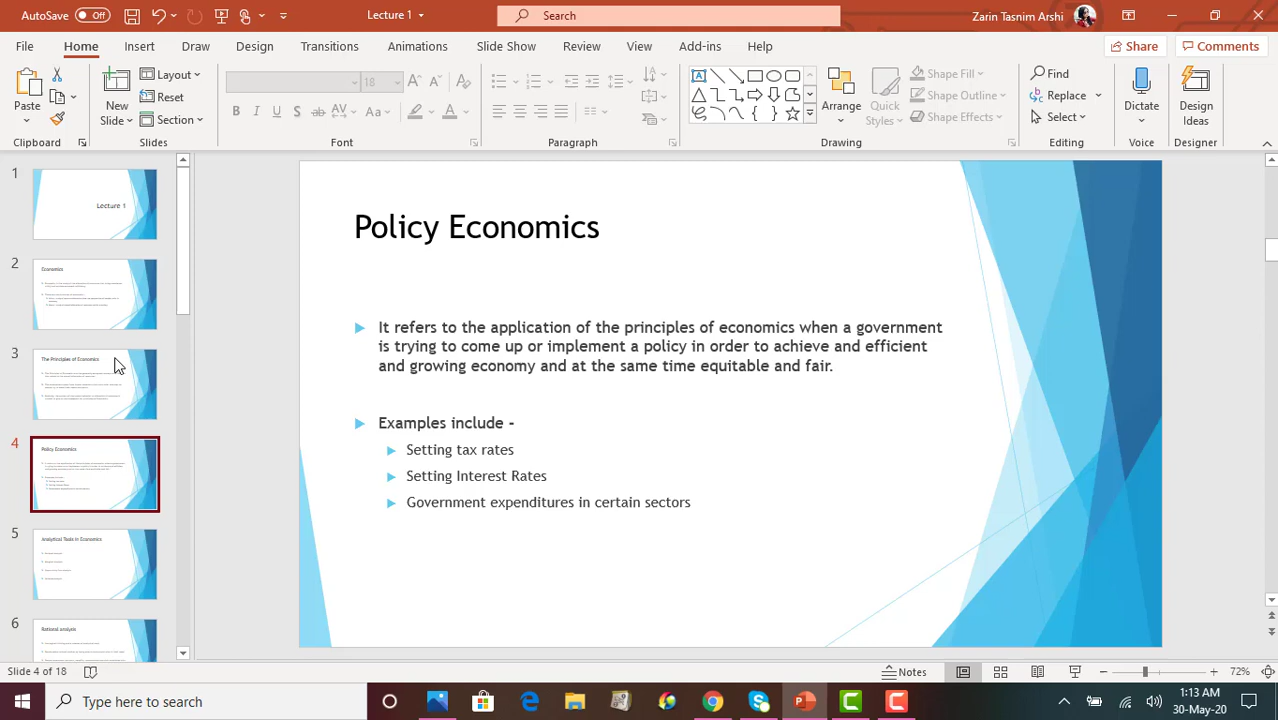 AutoSave Off
Lecture 1
Search
Zarin Tasnim Arshi
File Home Insert Draw Design Transitions Animations Slide Show Review View Add-ins Help
Share Comments
Paste
New Slide
Layout
Reset
Section
18
Arrange
Quick Styles
Shape Fill
Shape Outline
Shape Effects
Find
Replace
Select
Dictate
Design Ideas
Clipboard Slides Font Paragraph Drawing Editing Voice Designer
1
Lecture 1
2
Economics
3
The Principles of Economics
4
Policy Economics
5
Analytical Tools in Economics
6
Rational analysis
Policy Economics
It refers to the application of the principles of economics when a government
is trying to come up or implement a policy in order to achieve and efficient
and growing economy and at the same time equitable and fair.
Examples include -
Setting tax rates
Setting Interest Rates
Government expenditures in certain sectors
Slide 4 of 18
Notes
72%
Type here to search
1:13 AM
30-May-20